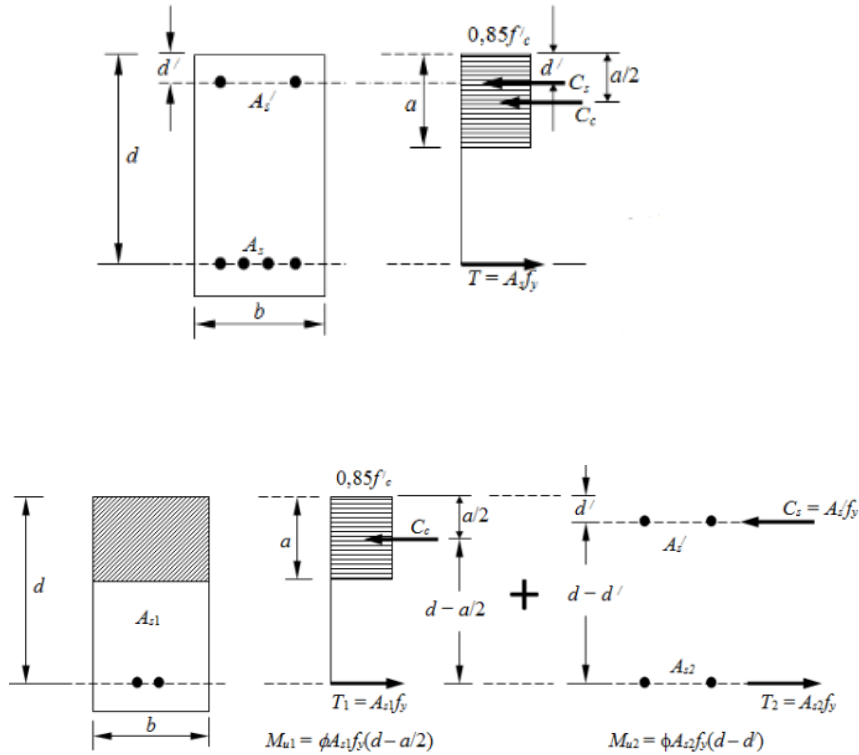 0,85f′c
d′
d′
a/2
Cs
As′
a
Cc
d
As
T = Asfy
b
0,85f′c
a/2
d′
Cs = As′fy
Cc
a
As′
d
d − a/2
+
d − d′
As1
As2
T1 = As1fy
T2 = As2fy
b
Mu1 = ϕAs1fy(d − a/2)
Mu2 = ϕAs2fy(d − d′)